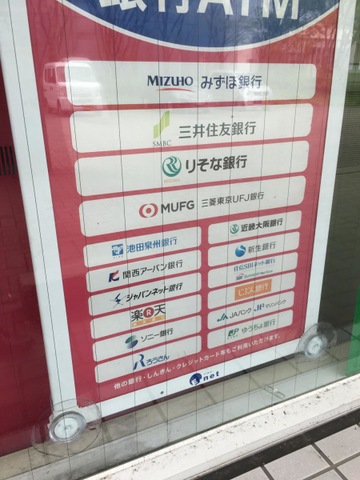 銀行ATM
MIZUHO みずほ銀行
SMBC 三井住友銀行
りそな銀行
MUFG 三菱東京UFJ銀行
池田泉州銀行 近畿大阪銀行
関西アーバン銀行 新生銀行
ジャパンネット銀行 住信SBIネット銀行
楽天 じぶん銀行
ソニー銀行 JAバンク
ろうきん ゆうちょ銀行
他の銀行・しんきん・クレジットカード等もご利用いただけます。
net